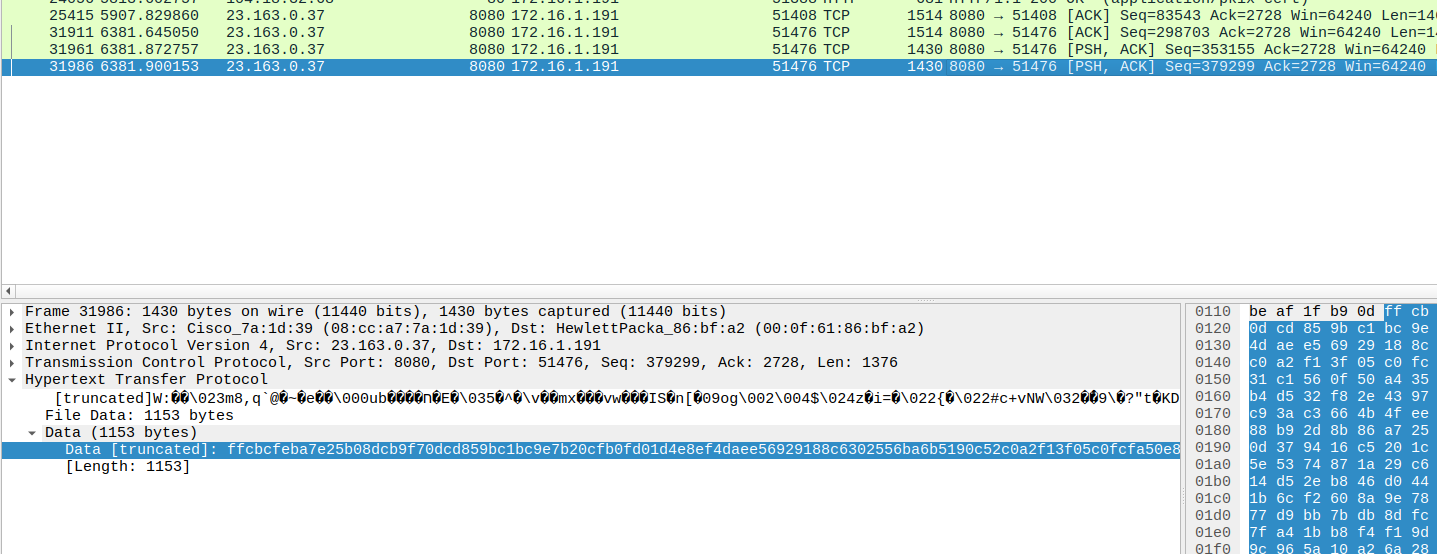 25415 5907.829860 23.163.0.37 8080 172.16.1.191 51408 TCP 1514 8080 → 51408 [ACK] Seq=83543 Ack=2728 Win=64240
31911 6381.645050 23.163.0.37 8080 172.16.1.191 51476 TCP 1514 8080 → 51476 [ACK] Seq=298703 Ack=2728 Win=64240
31961 6381.872757 23.163.0.37 8080 172.16.1.191 51476 TCP 1430 8080 → 51476 [PSH, ACK] Seq=353155 Ack=2728 Win=64240
31986 6381.900153 23.163.0.37 8080 172.16.1.191 51476 TCP 1430 8080 → 51476 [PSH, ACK] Seq=379299 Ack=2728 Win=64240
Frame 31986: 1430 bytes on wire (11440 bits), 1430 bytes captured (11440 bits)
Ethernet II, Src: Cisco_7a:1d:39 (08:cc:a7:7a:1d:39), Dst: HewlettPacka_86:bf:a2 (00:0f:61:86:bf:a2)
Internet Protocol Version 4, Src: 23.163.0.37, Dst: 172.16.1.191
Transmission Control Protocol, Src Port: 8080, Dst Port: 51476, Seq: 379299, Ack: 2728, Len: 1376
Hypertext Transfer Protocol
[truncated]W:��\023m8,q`@�~�e��\000ub����ח�E�\035�^�\v��mx���vw���IS�n[�09og\002\004$\024z�i=�\022{�\022#c+vNW\032��9\�?"t�KD
File Data: 1153 bytes
Data (1153 bytes)
Data [truncated]: ffcbcfeba7e25b08dcb9f70dcd859bc1bc9e7b20cfb0fd01d4e8ef4daee56929188c6302556ba6b5190c52c0a2f13f05c0fcfa50e8
[Length: 1153]
0110 be af 1f b9 0d ff cb
0120 0d cd 85 9b c1 bc 9e
0130 4d ae e5 69 29 18 8c
0140 c0 a2 f1 3f 05 c0 fc
0150 31 c1 56 0f 50 a4 35
0160 b4 d5 32 f8 2e 43 97
0170 c9 3a c3 66 4b 4f ee
0180 88 b9 2d 8b 86 a7 25
0190 0d 37 94 16 c5 20 1c
01a0 5e 53 74 87 1a 29 c6
01b0 14 d5 2e b8 46 d0 44
01c0 1b 6c f2 60 8a 9e 78
01d0 77 d9 bb 7b db 8d fc
01e0 7f a4 1b b8 f4 f1 9d
01f0 9c 96 5a 10 a2 6a 28